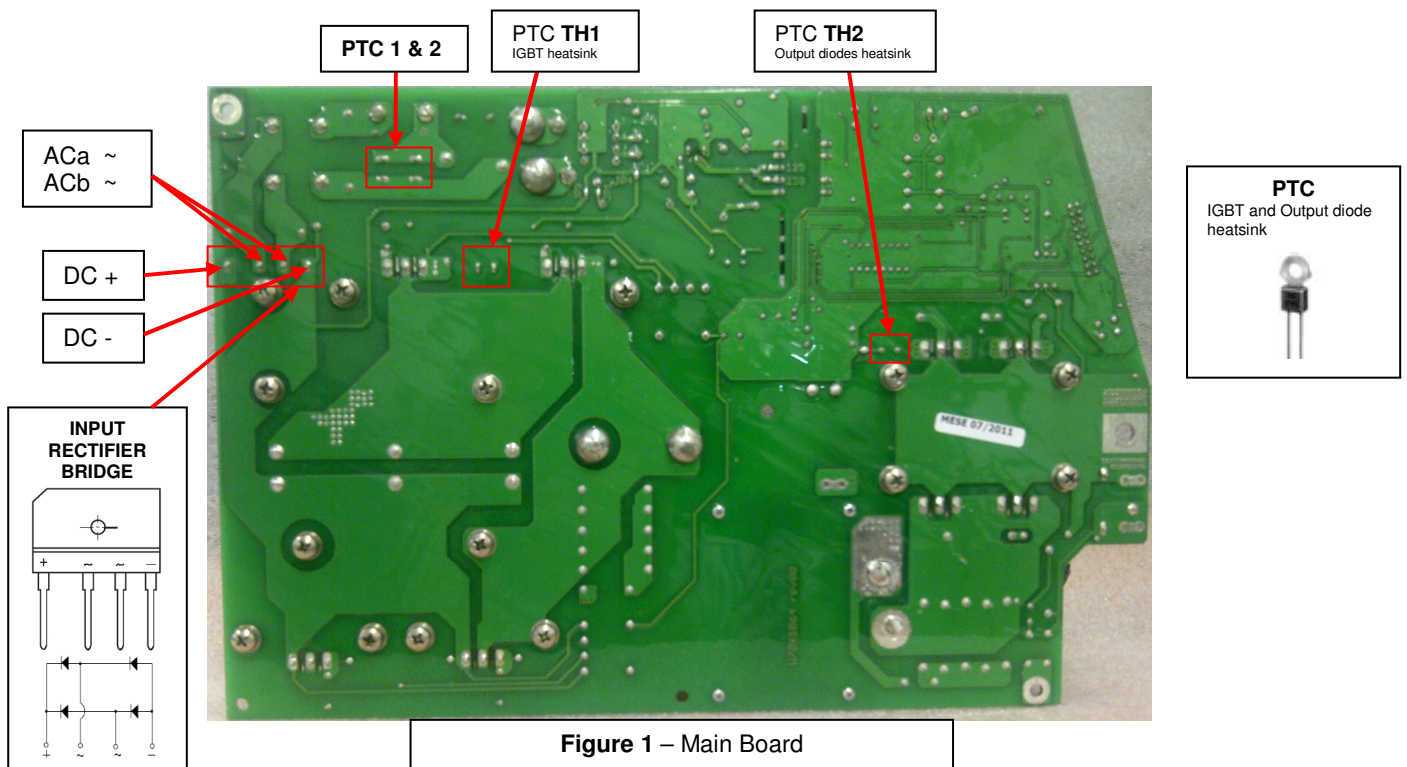 PTC 1 & 2
PTC TH1
IGBT heatsink
PTC TH2
Output diodes heatsink
ACa ~
ACb ~
DC +
DC -
PTC
IGBT and Output diode
heatsink
INPUT
RECTIFIER
BRIDGE
+ ~ ~ −
+ ~ ~ −
MESE 07/2011
Figure 1 – Main Board